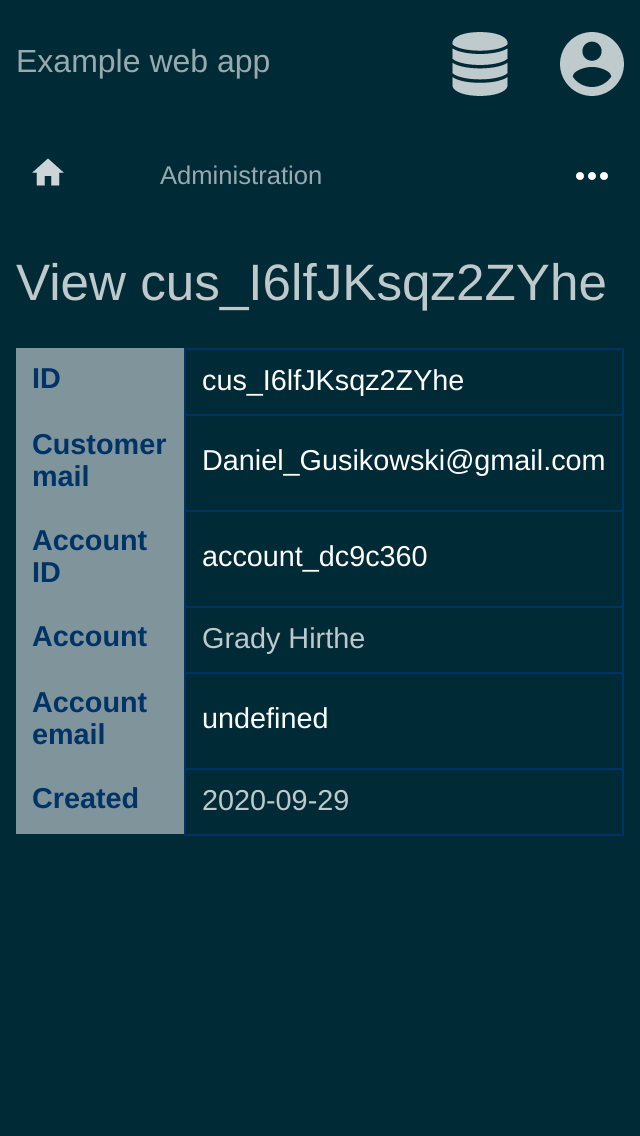 Example web app
Administration
View cus_I6lfJKsqz2ZYhe
ID
cus_I6lfJKsqz2ZYhe
Customer
mail
Daniel_Gusikowski@gmail.com
Account
ID
account_dc9c360
Account
Grady Hirthe
Account
email
undefined
Created
2020-09-29